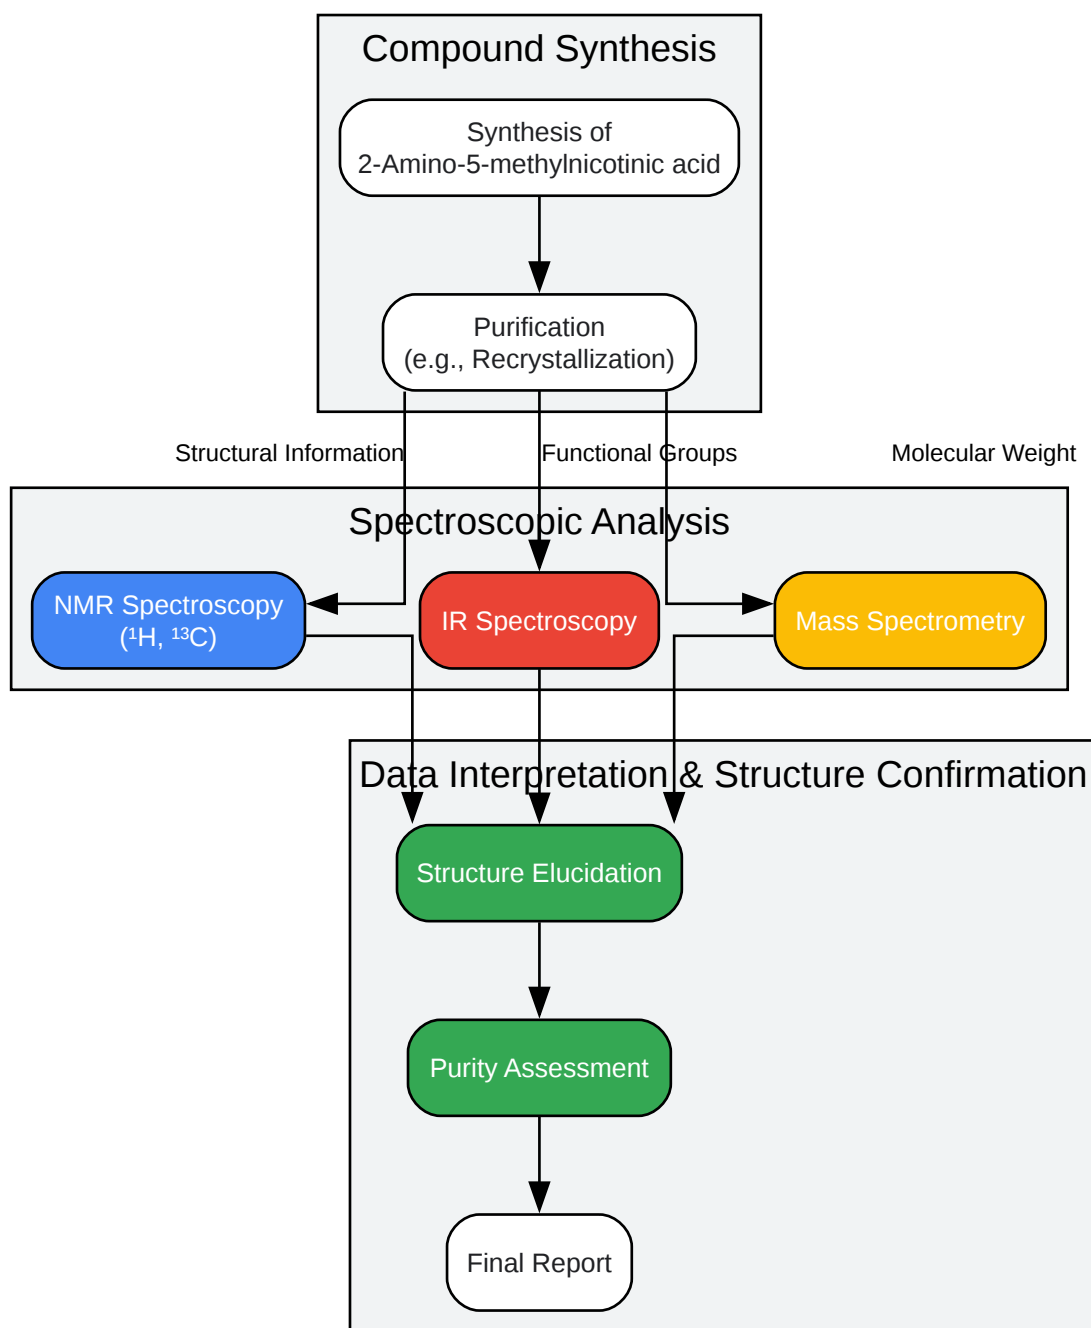 Compound Synthesis
Synthesis of
2-Amino-5-methylnicotinic acid
Purification
(e.g., Recrystallization)
Structural Information
Functional Groups
Molecular Weight
Spectroscopic Analysis
NMR Spectroscopy
(¹H, ¹³C)
IR Spectroscopy
Mass Spectrometry
Data Interpretation & Structure Confirmation
Structure Elucidation
Purity Assessment
Final Report